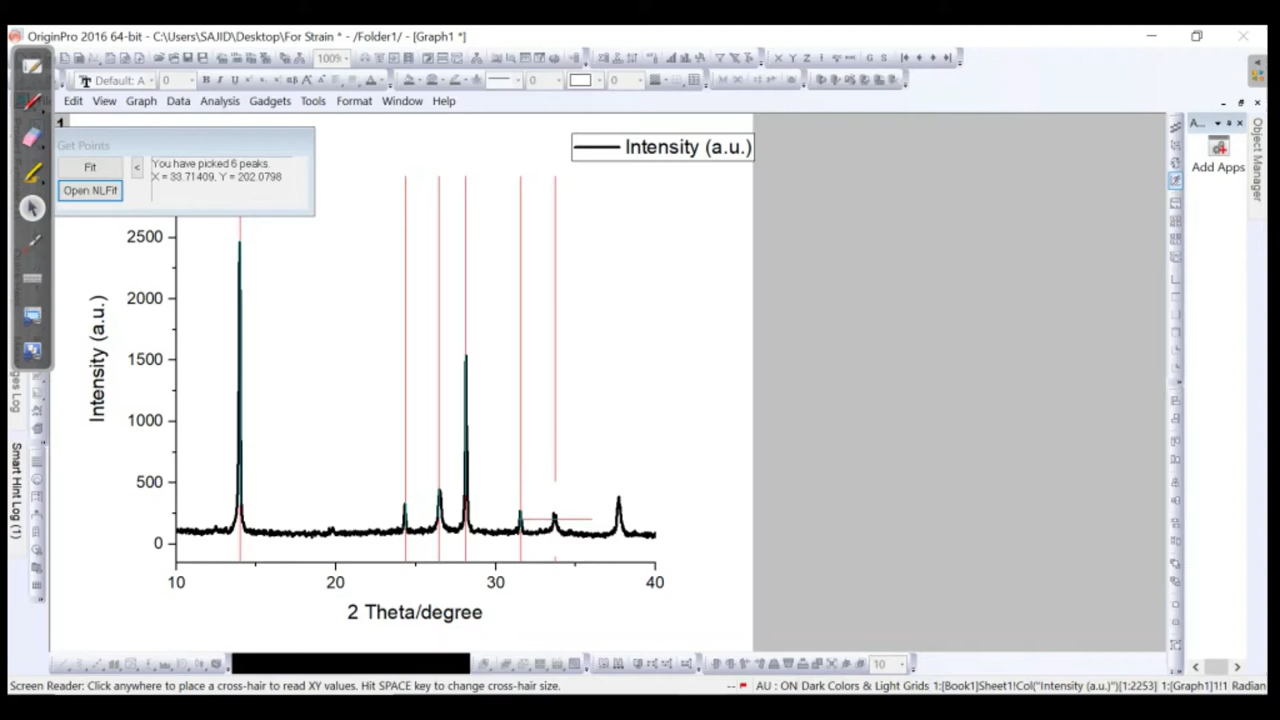 OriginPro 2016 64-bit - C:\Users\SAJID\Desktop\For Strain * - /Folder1/ - [Graph1 *]
100%
Default: A
0
B I U
0
0
Edit View Graph Data Analysis Gadgets Tools Format Window Help
1
A...
Add Apps
Object Manager
Get Points
Fit
<
You have picked 6 peaks.
X = 33.71409, Y = 202.0798
Open NLFit
Intensity (a.u.)
2500
2000
1500
1000
500
0
Intensity (a.u.)
10
20
30
40
2 Theta/degree
Smart Hint Log (1)
10
Screen Reader: Click anywhere to place a cross-hair to read XY values. Hit SPACE key to change cross-hair size.
-- AU : ON Dark Colors & Light Grids 1:[Book1]Sheet1!Col("Intensity (a.u.)")[1:2253] 1:[Graph1]1!1 Radian